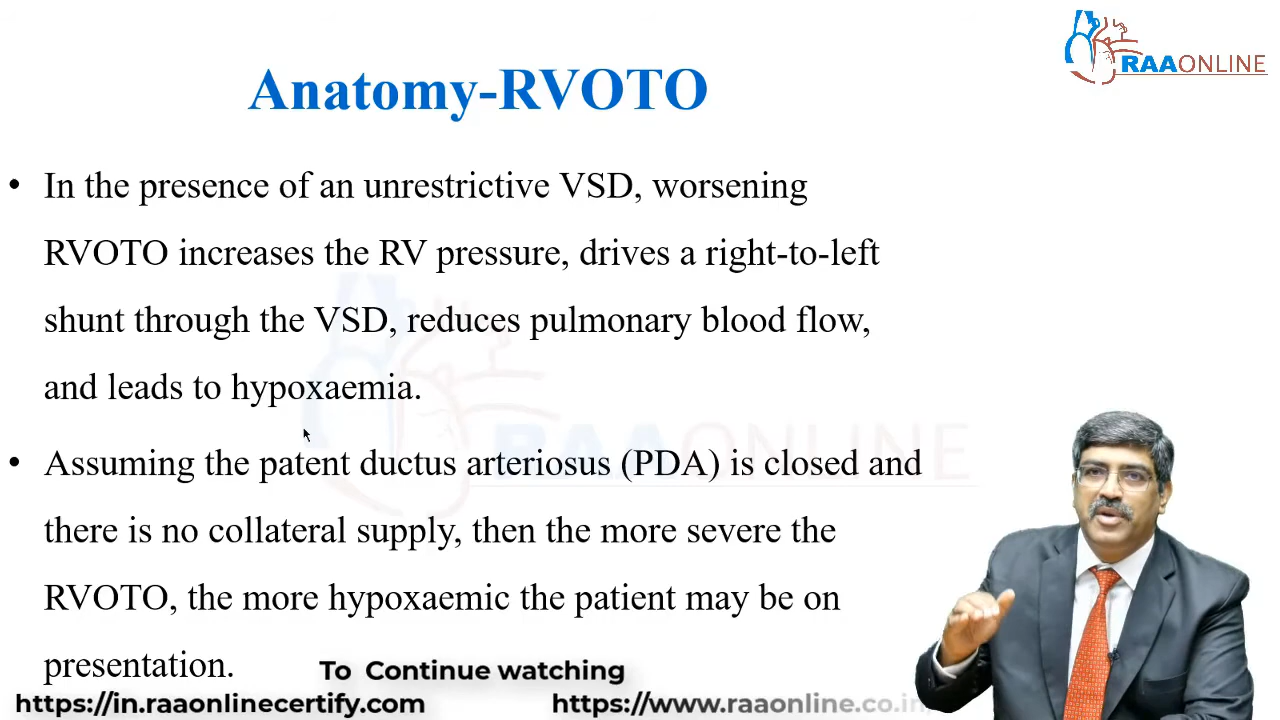 RAAONLINE
Anatomy-RVOTO
• In the presence of an unrestrictive VSD, worsening
RVOTO increases the RV pressure, drives a right-to-left
shunt through the VSD, reduces pulmonary blood flow,
and leads to hypoxaemia.
RAAONLINE
• Assuming the patent ductus arteriosus (PDA) is closed and
there is no collateral supply, then the more severe the
RVOTO, the more hypoxaemic the patient may be on
presentation.
To Continue watching
https://in.raaonlinecertify.com https://www.raaonline.co.in/